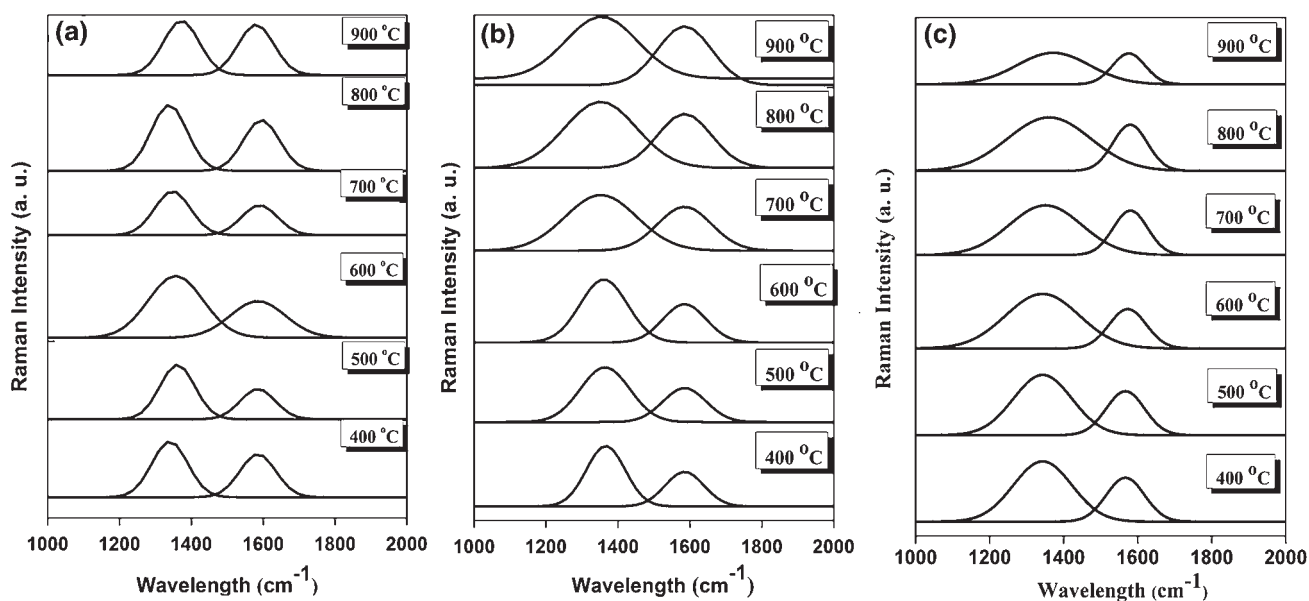 (a)
900 °C
800 °C
700 °C
600 °C
500 °C
400 °C
Raman Intensity (a. u.)
1000 1200 1400 1600 1800 2000
Wavelength (cm⁻¹)
(b)
900 °C
800 °C
700 °C
600 °C
500 °C
400 °C
Raman Intensity (a. u.)
1000 1200 1400 1600 1800 2000
Wavelength (cm⁻¹)
(c)
900 °C
800 °C
700 °C
600 °C
500 °C
400 °C
Raman Intensity (a. u.)
1000 1200 1400 1600 1800 2000
Wavelength (cm⁻¹)